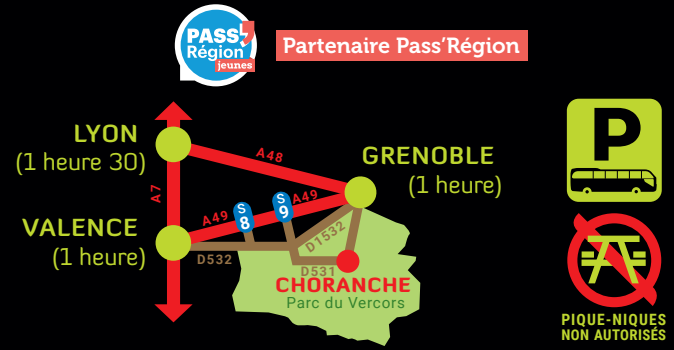 PASS'
Région
jeunes
Partenaire Pass'Région
LYON
(1 heure 30)
A48
GRENOBLE
(1 heure)
A7
VALENCE
(1 heure)
A49
S
8
S
9
A49
D532
D1532
D531
CHORANCHE
Parc du Vercors
P
PIQUE-NIQUES
NON AUTORISÉS